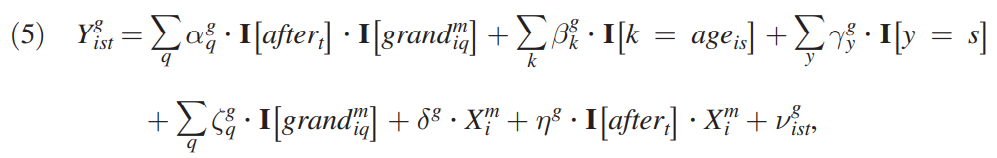 (5) Y^g_{ist} = ∑_q α^g_q · I[after_t] · I[grand^m_{iq}] + ∑_k β^g_k · I[k = age_{is}] + ∑_y γ^g_y · I[y = s]
+ ∑_q ζ^g_q · I[grand^m_{iq}] + δ^g · X^m_i + η^g · I[after_t] · X^m_i + ν^g_{ist},